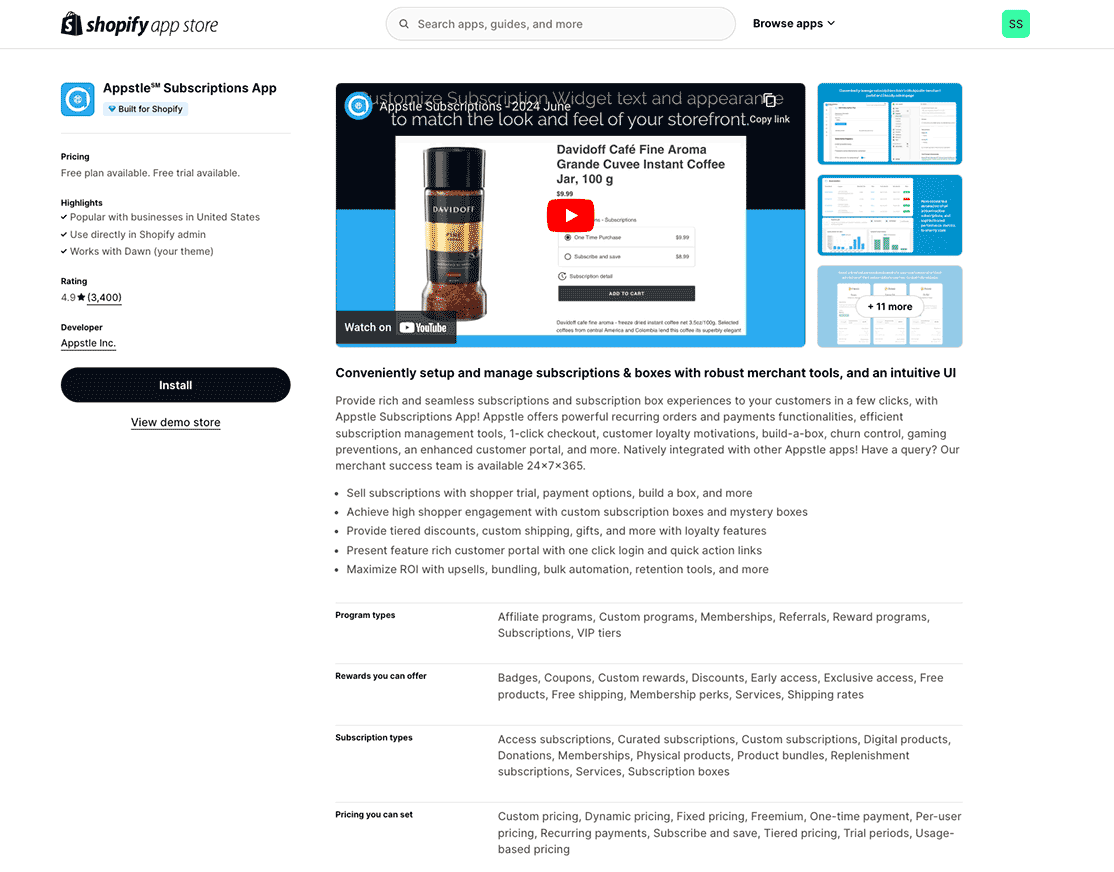 shopify app store
Search apps, guides, and more
Browse apps
SS
Appstle℠ Subscriptions App
Built for Shopify
Pricing
Free plan available. Free trial available.
Highlights
Popular with businesses in United States
Use directly in Shopify admin
Works with Dawn (your theme)
Rating
4.9★ (3,400)
Developer
Appstle Inc.
Install
View demo store
Customize Subscription Widget text and appearance
to match the look and feel of your storefront.
Appstle Subscriptions - 2024 June
Copy link
Davidoff Café Fine Aroma
Grande Cuvee Instant Coffee
Jar, 100 g
$9.99
Subscriptions
One Time Purchase $9.99
Subscribe and save $8.99
Subscription detail
ADD TO CART
Davidoff cafe fine aroma - freeze dried instant coffee net 3.5oz/100g. Selected
coffees from central America and Colombia lend this coffee its superbly elegant
DAVIDOFF
FINE
Watch on YouTube
+ 11 more
Conveniently setup and manage subscriptions & boxes with robust merchant tools, and an intuitive UI
Provide rich and seamless subscriptions and subscription box experiences to your customers in a few clicks, with
Appstle Subscriptions App! Appstle offers powerful recurring orders and payments functionalities, efficient
subscription management tools, 1-click checkout, customer loyalty motivations, build-a-box, churn control, gaming
preventions, an enhanced customer portal, and more. Natively integrated with other Appstle apps! Have a query? Our
merchant success team is available 24×7×365.
• Sell subscriptions with shopper trial, payment options, build a box, and more
• Achieve high shopper engagement with custom subscription boxes and mystery boxes
• Provide tiered discounts, custom shipping, gifts, and more with loyalty features
• Present feature rich customer portal with one click login and quick action links
• Maximize ROI with upsells, bundling, bulk automation, retention tools, and more
Program types
Affiliate programs, Custom programs, Memberships, Referrals, Reward programs,
Subscriptions, VIP tiers
Rewards you can offer
Badges, Coupons, Custom rewards, Discounts, Early access, Exclusive access, Free
products, Free shipping, Membership perks, Services, Shipping rates
Subscription types
Access subscriptions, Curated subscriptions, Custom subscriptions, Digital products,
Donations, Memberships, Physical products, Product bundles, Replenishment
subscriptions, Services, Subscription boxes
Pricing you can set
Custom pricing, Dynamic pricing, Fixed pricing, Freemium, One-time payment, Per-user
pricing, Recurring payments, Subscribe and save, Tiered pricing, Trial periods, Usage-
based pricing